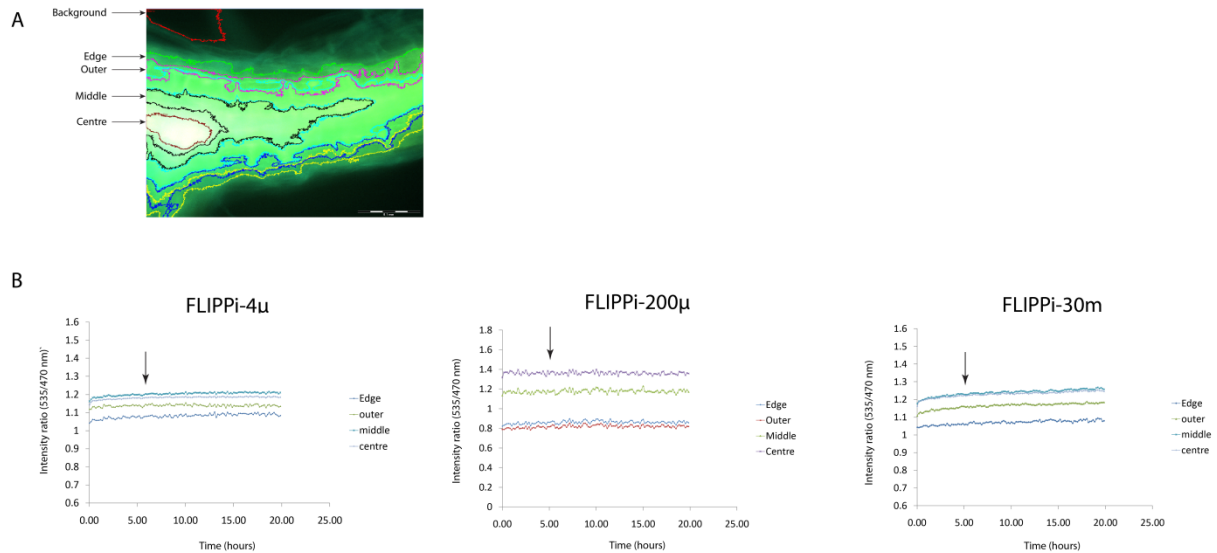 A
Background
Edge
Outer
Middle
Centre
B
FLIPPi-4µ
Intensity ratio (535/470 nm)`
1.6
1.5
1.4
1.3
1.2
1.1
1
0.9
0.8
0.7
0.6
0.00 5.00 10.00 15.00 20.00 25.00
Time (hours)
Edge
outer
middle
centre
FLIPPi-200µ
Intensity ratio (535/470 nm)
1.8
1.6
1.4
1.2
1
0.8
0.6
0.4
0.2
0
0.00 5.00 10.00 15.00 20.00 25.00
Time (hours)
Edge
Outer
Middle
Centre
FLIPPi-30m
Intensity ratio (535/470 nm)
1.6
1.5
1.4
1.3
1.2
1.1
1
0.9
0.8
0.7
0.6
0.00 5.00 10.00 15.00 20.00 25.00
Time (hours)
Edge
outer
middle
centre